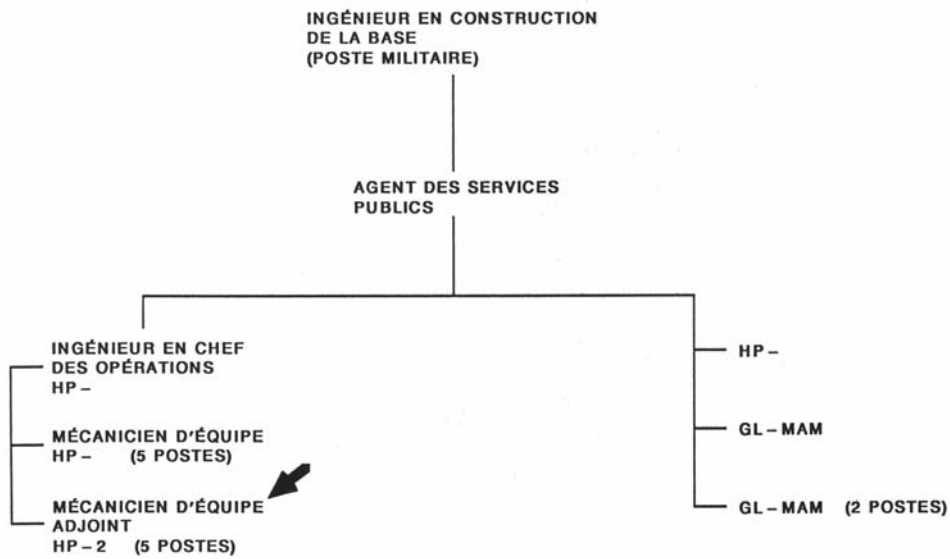 INGÉNIEUR EN CONSTRUCTION
DE LA BASE
(POSTE MILITAIRE)
AGENT DES SERVICES
PUBLICS
INGÉNIEUR EN CHEF
DES OPÉRATIONS
HP–
MÉCANICIEN D'ÉQUIPE
HP– (5 POSTES)
MÉCANICIEN D'ÉQUIPE
ADJOINT
HP–2 (5 POSTES)
HP–
GL–MAM
GL–MAM (2 POSTES)